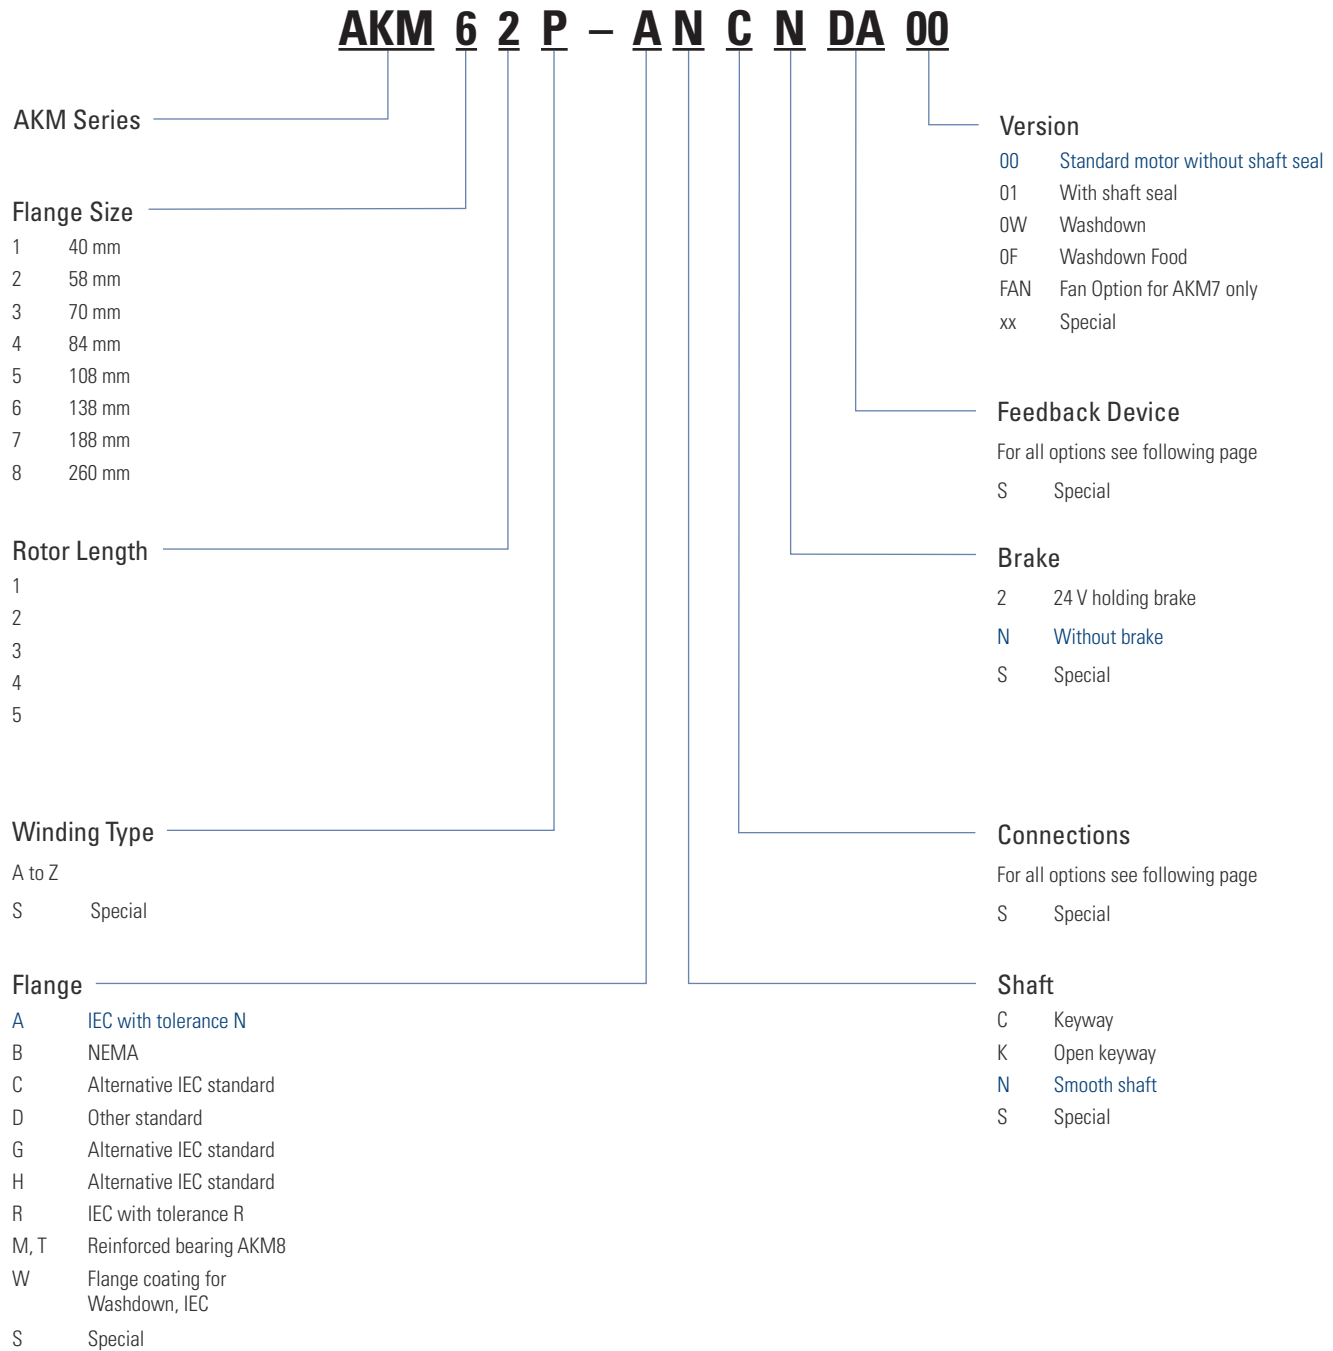 AKM 6 2 P – A N C N DA 00
AKM Series
Flange Size
1 40 mm
2 58 mm
3 70 mm
4 84 mm
5 108 mm
6 138 mm
7 188 mm
8 260 mm
Rotor Length
1
2
3
4
5
Winding Type
A to Z
S Special
Flange
A IEC with tolerance N
B NEMA
C Alternative IEC standard
D Other standard
G Alternative IEC standard
H Alternative IEC standard
R IEC with tolerance R
M, T Reinforced bearing AKM8
W Flange coating for
Washdown, IEC
S Special
Version
00 Standard motor without shaft seal
01 With shaft seal
0W Washdown
0F Washdown Food
FAN Fan Option for AKM7 only
xx Special
Feedback Device
For all options see following page
S Special
Brake
2 24 V holding brake
N Without brake
S Special
Connections
For all options see following page
S Special
Shaft
C Keyway
K Open keyway
N Smooth shaft
S Special